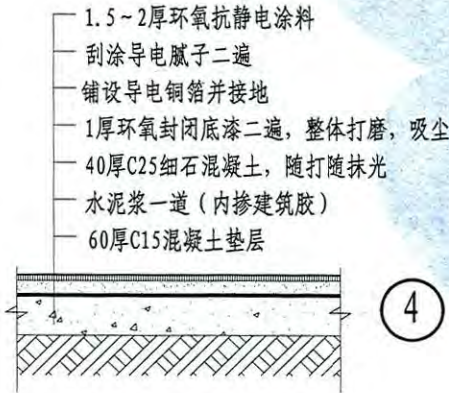 1.5~2厚环氧抗静电涂料
刮涂导电腻子二遍
铺设导电铜箔并接地
1厚环氧封闭底漆二遍，整体打磨，吸尘
40厚C25细石混凝土，随打随抹光
水泥浆一道（内掺建筑胶）
60厚C15混凝土垫层
4